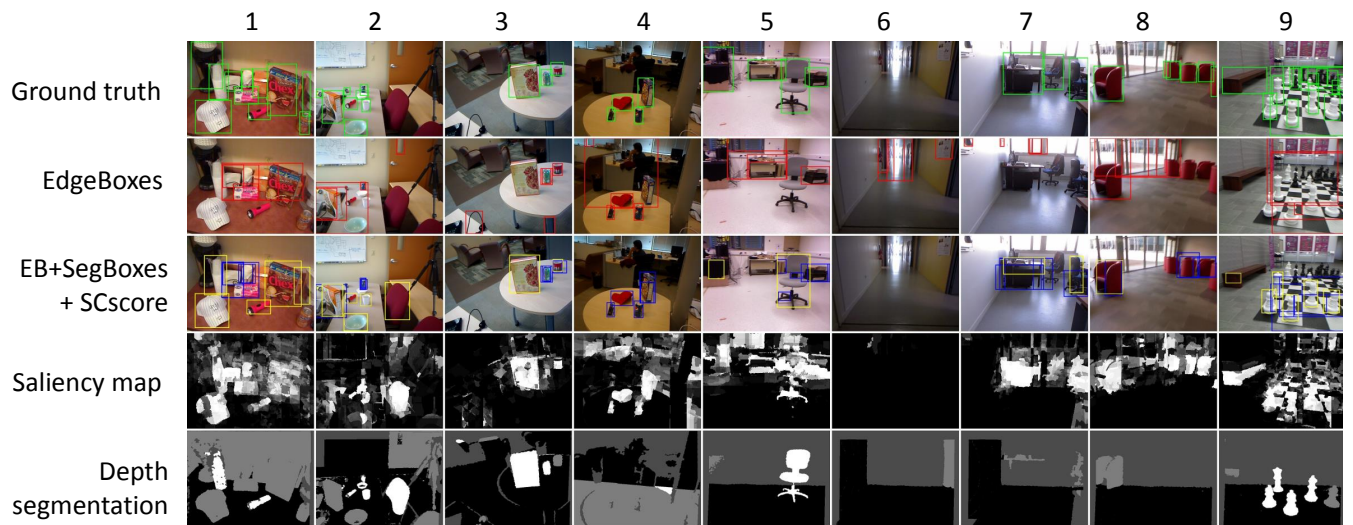 1 2 3 4 5 6 7 8 9
Ground truth
EdgeBoxes
EB+SegBoxes
+ SCscore
Saliency map
Depth
segmentation